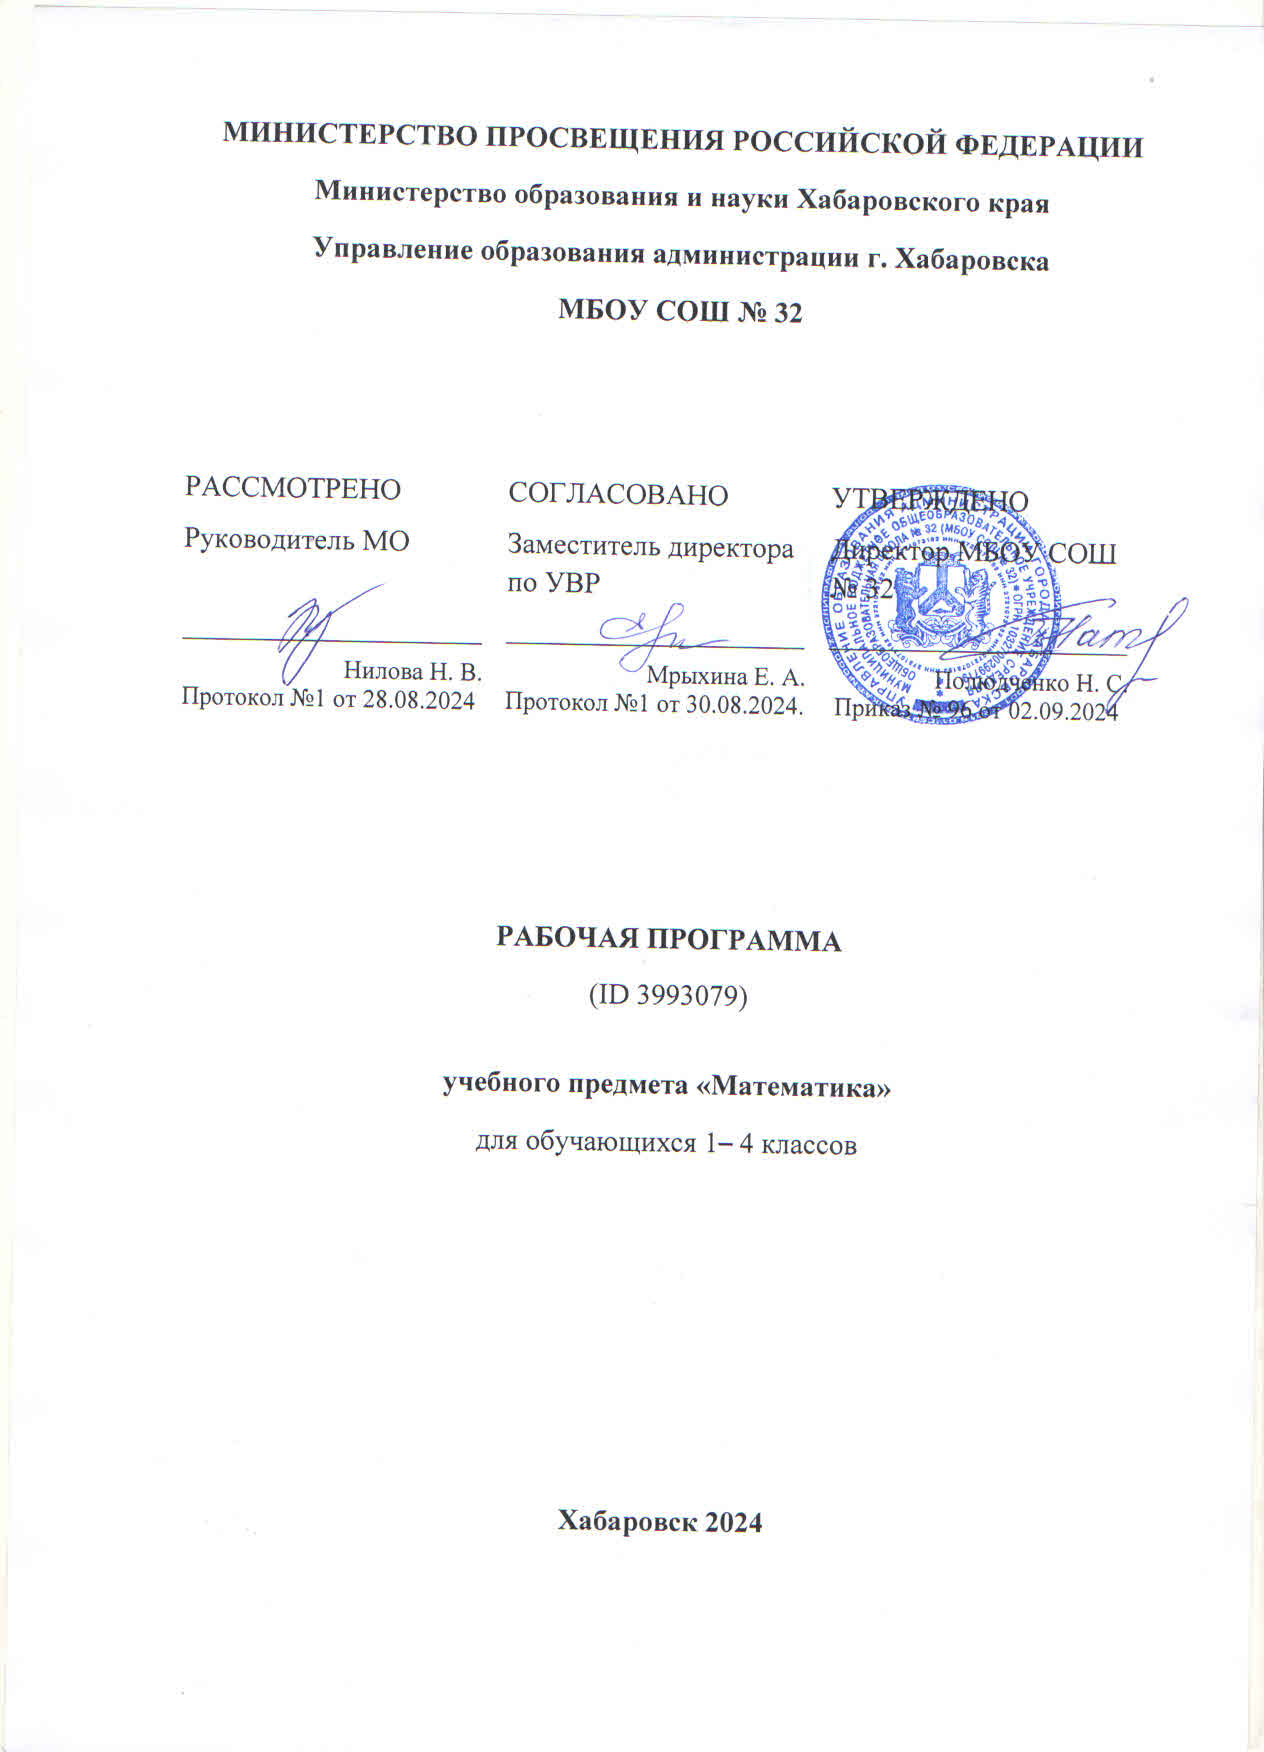 МИНИСТЕРСТВО ПРОСВЕЩЕНИЯ РОССИЙСКОЙ ФЕДЕРАЦИИ
Министерство образования и науки Хабаровского края
Управление образования администрации г. Хабаровска
МБОУ СОШ № 32
РАССМОТРЕНО
Руководитель МО
Нилова Н. В.
Протокол №1 от 28.08.2024
СОГЛАСОВАНО
Заместитель директора
по УВР
Мрыхина Е. А.
Протокол №1 от 30.08.2024.
УТВЕРЖДЕНО
Директор МБОУ СОШ
№ 32
Н. С.
Приказ № 96 от 02.09.2024
РАБОЧАЯ ПРОГРАММА
(ID 3993079)
учебного предмета «Математика»
для обучающихся 1– 4 классов
Хабаровск 2024